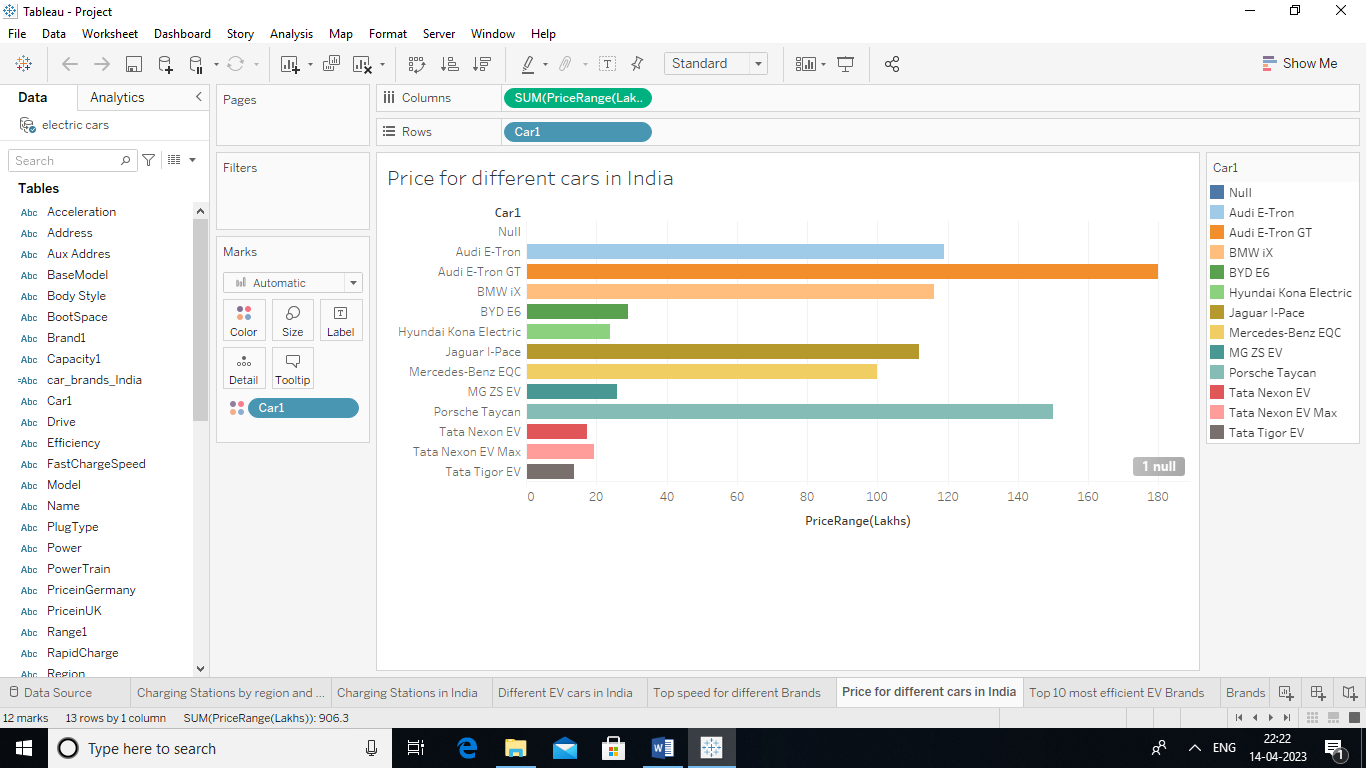 Tableau - Project
File Data Worksheet Dashboard Story Analysis Map Format Server Window Help
Standard
Show Me
Data Analytics
electric cars
Search
Tables
Abc Acceleration
Abc Address
Abc Aux Addres
Abc BaseModel
Abc Body Style
Abc BootSpace
Abc Brand1
Abc Capacity1
=Abc car_brands_India
Abc Car1
Abc Drive
Abc Efficiency
Abc FastChargeSpeed
Abc Model
Abc Name
Abc PlugType
Abc Power
Abc PowerTrain
Abc PriceinGermany
Abc PriceinUK
Abc Range1
Abc RapidCharge
Abc Region
Pages
Filters
Marks
Automatic
Color Size Label
Detail Tooltip
Car1
Columns SUM(PriceRange(Lak..
Rows Car1
Price for different cars in India
Car1
Null
Audi E-Tron
Audi E-Tron GT
BMW iX
BYD E6
Hyundai Kona Electric
Jaguar I-Pace
Mercedes-Benz EQC
MG ZS EV
Porsche Taycan
Tata Nexon EV
Tata Nexon EV Max
Tata Tigor EV
1 null
0 20 40 60 80 100 120 140 160 180
PriceRange(Lakhs)
Car1
Null
Audi E-Tron
Audi E-Tron GT
BMW iX
BYD E6
Hyundai Kona Electric
Jaguar I-Pace
Mercedes-Benz EQC
MG ZS EV
Porsche Taycan
Tata Nexon EV
Tata Nexon EV Max
Tata Tigor EV
Data Source Charging Stations by region and ... Charging Stations in India Different EV cars in India Top speed for different Brands Price for different cars in India Top 10 most efficient EV Brands Brands
12 marks 13 rows by 1 column SUM(PriceRange(Lakhs)): 906.3
Type here to search
ENG
22:22
14-04-2023
1